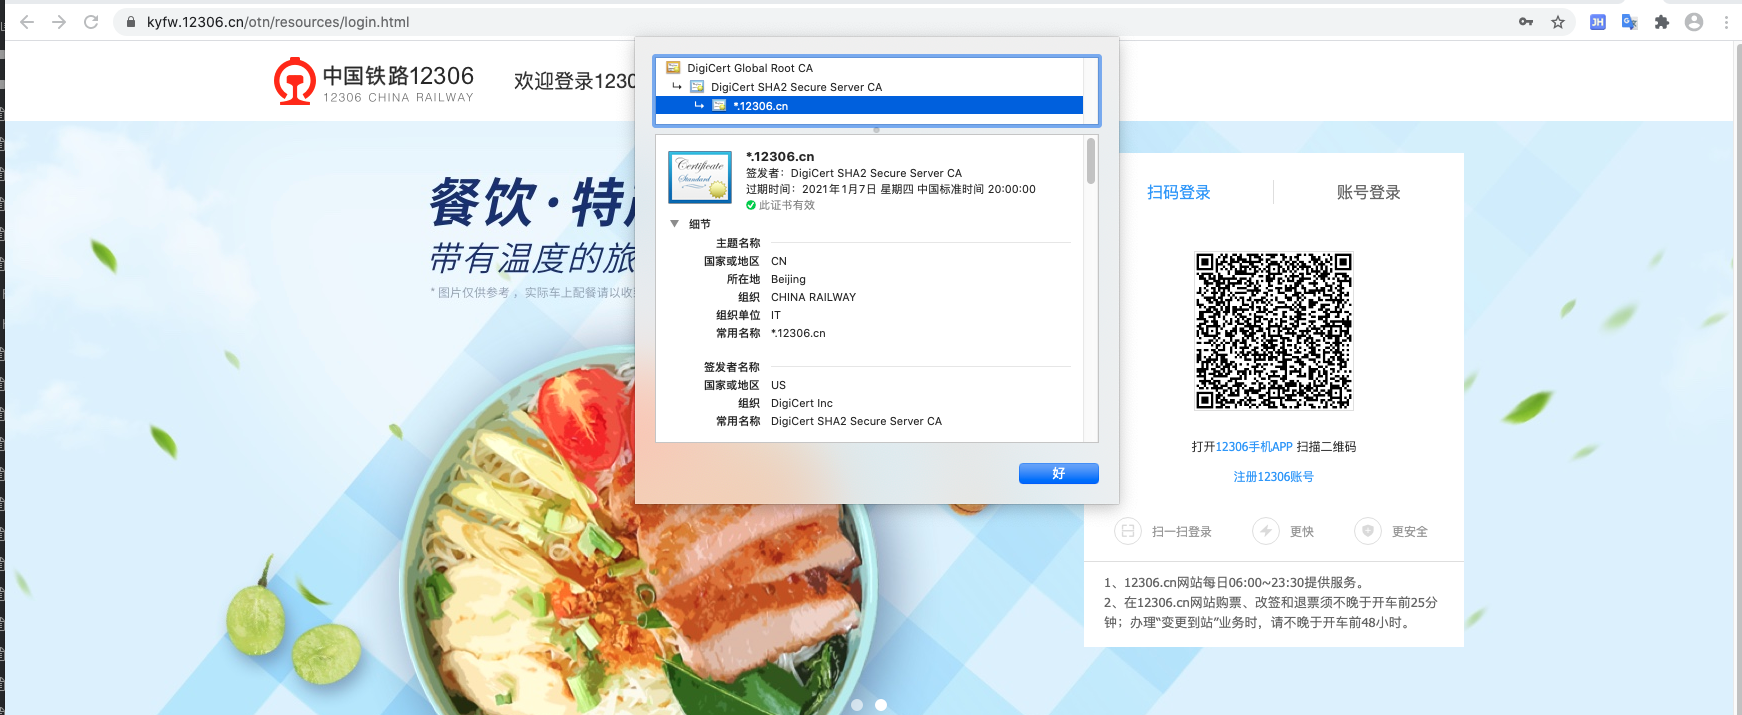 kyfw.12306.cn/otn/resources/login.html
中国铁路12306
12306 CHINA RAILWAY
欢迎登录1230
DigiCert Global Root CA
DigiCert SHA2 Secure Server CA
*.12306.cn
Certificate
Standard
*.12306.cn
签发者：DigiCert SHA2 Secure Server CA
过期时间：2021年1月7日 星期四 中国标准时间 20:00:00
此证书有效
细节
主题名称
国家或地区 CN
所在地 Beijing
组织 CHINA RAILWAY
组织单位 IT
常用名称 *.12306.cn
签发者名称
国家或地区 US
组织 DigiCert Inc
常用名称 DigiCert SHA2 Secure Server CA
好
餐饮·特
带有温度的旅
*图片仅供参考，实际车上配餐请以收
扫码登录
账号登录
打开12306手机APP 扫描二维码
注册12306账号
扫一扫登录
更快
更安全
1、12306.cn网站每日06:00~23:30提供服务。
2、在12306.cn网站购票、改签和退票须不晚于开车前25分
钟；办理“变更到站”业务时，请不晚于开车前48小时。